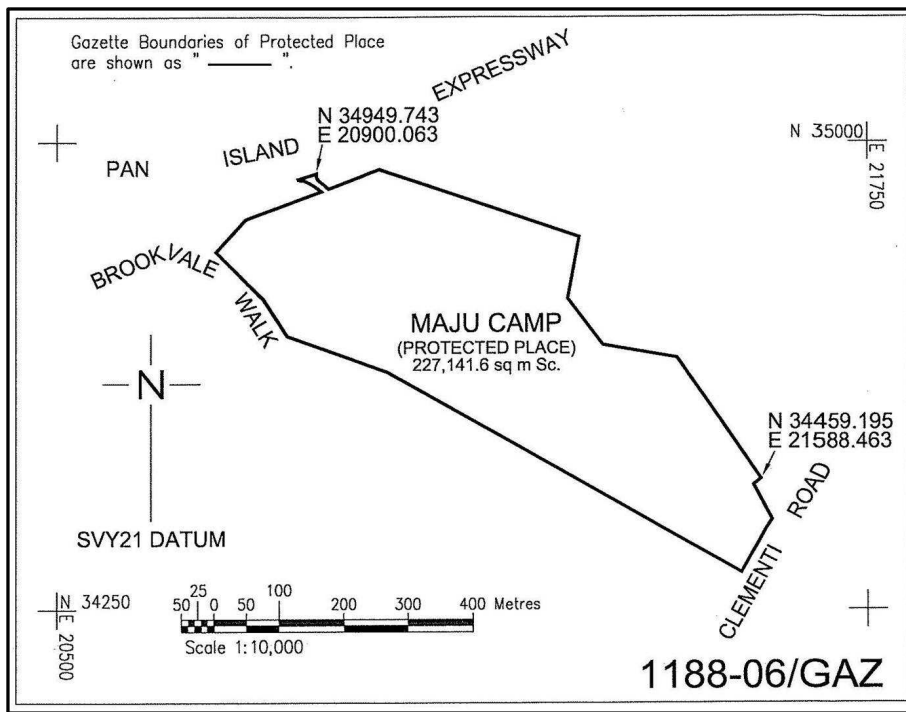 Gazette Boundaries of Protected Place
are shown as " ——— ".
EXPRESSWAY
N 34949.743
E 20900.063
ISLAND
PAN
N 35000
E 21750
BROOKVALE
WALK
MAJU CAMP
(PROTECTED PLACE)
227,141.6 sq m Sc.
N
N 34459.195
E 21588.463
ROAD
CLEMENTI
SVY21 DATUM
N 34250
E 20500
50 25 0 50 100 200 300 400 Metres
Scale 1:10,000
1188-06/GAZ